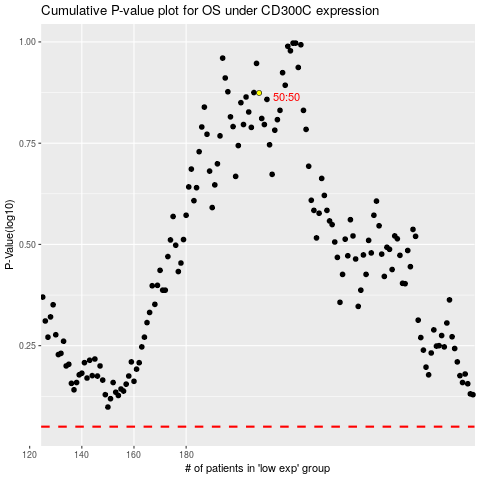 Cumulative P-value plot for OS under CD300C expression
1.00
0.75
0.50
0.25
P-Value(log10)
50:50
120 140 160 180
# of patients in 'low exp' group